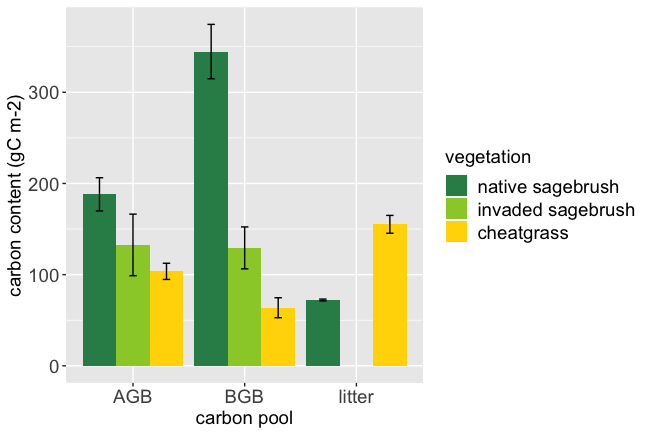 carbon content (gC m-2)
300
200
100
0
AGB
BGB
litter
carbon pool
vegetation
native sagebrush
invaded sagebrush
cheatgrass